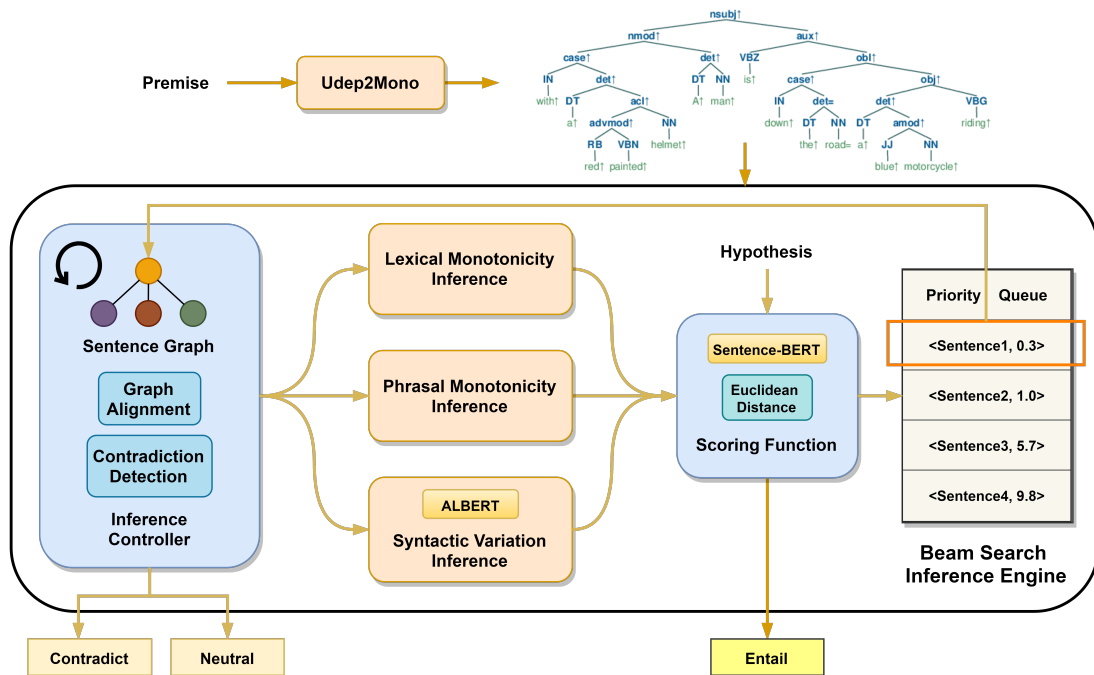 nsubj↑
nmod↑ aux↑
case↑ det↑ VBZ obl↑
is↑
IN det↑ DT NN case↑ obj↑
with↑ A↑ man↑
DT acl↑ IN det= det↑ VBG
a↑ down↑ riding↑
advmod↑ NN DT NN DT amod↑
helmet↑ the↑ road= a↑
RB VBN JJ NN
red↑ painted↑ blue↑ motorcycle↑
Premise
Udep2Mono
Sentence Graph
Graph
Alignment
Contradiction
Detection
Inference
Controller
Lexical Monotonicity
Inference
Phrasal Monotonicity
Inference
ALBERT
Syntactic Variation
Inference
Hypothesis
Sentence-BERT
Euclidean
Distance
Scoring Function
Priority Queue
<Sentence1, 0.3>
<Sentence2, 1.0>
<Sentence3, 5.7>
<Sentence4, 9.8>
Beam Search
Inference Engine
Contradict
Neutral
Entail